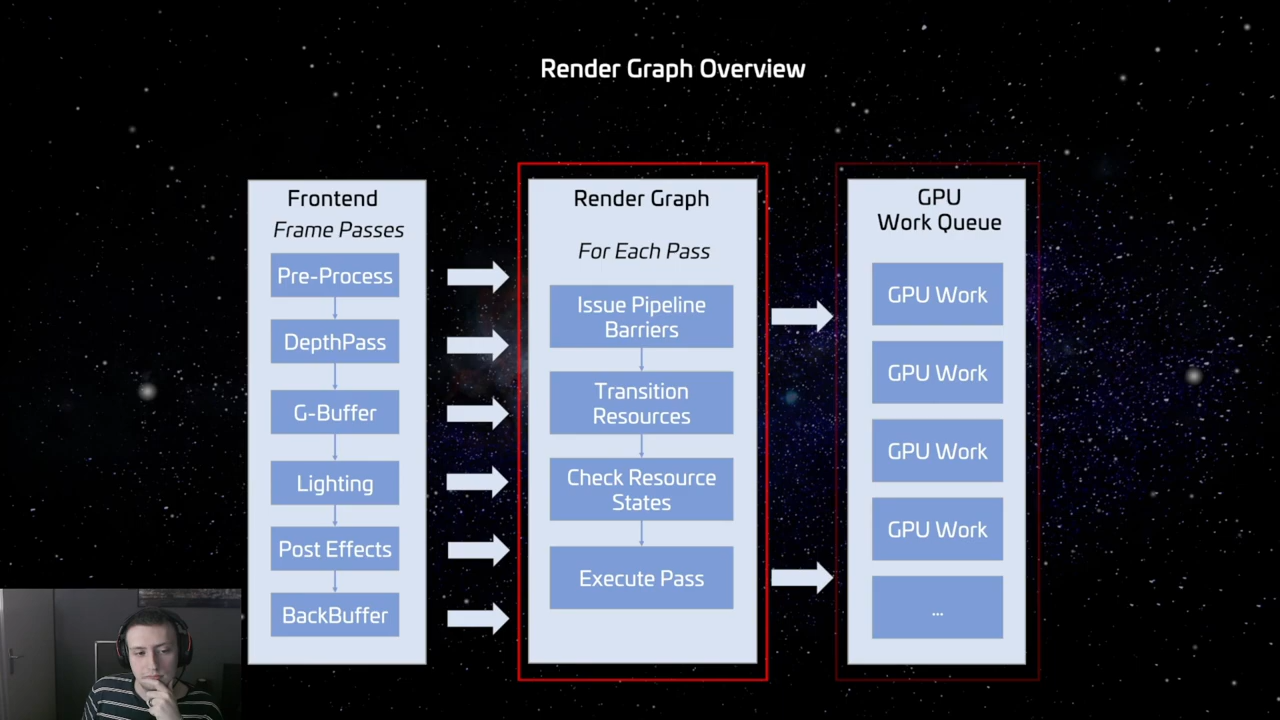 Render Graph Overview
Frontend
Frame Passes
Pre-Process
DepthPass
G-Buffer
Lighting
Post Effects
BackBuffer
Render Graph
For Each Pass
Issue Pipeline
Barriers
Transition
Resources
Check Resource
States
Execute Pass
GPU
Work Queue
GPU Work
GPU Work
GPU Work
GPU Work
...